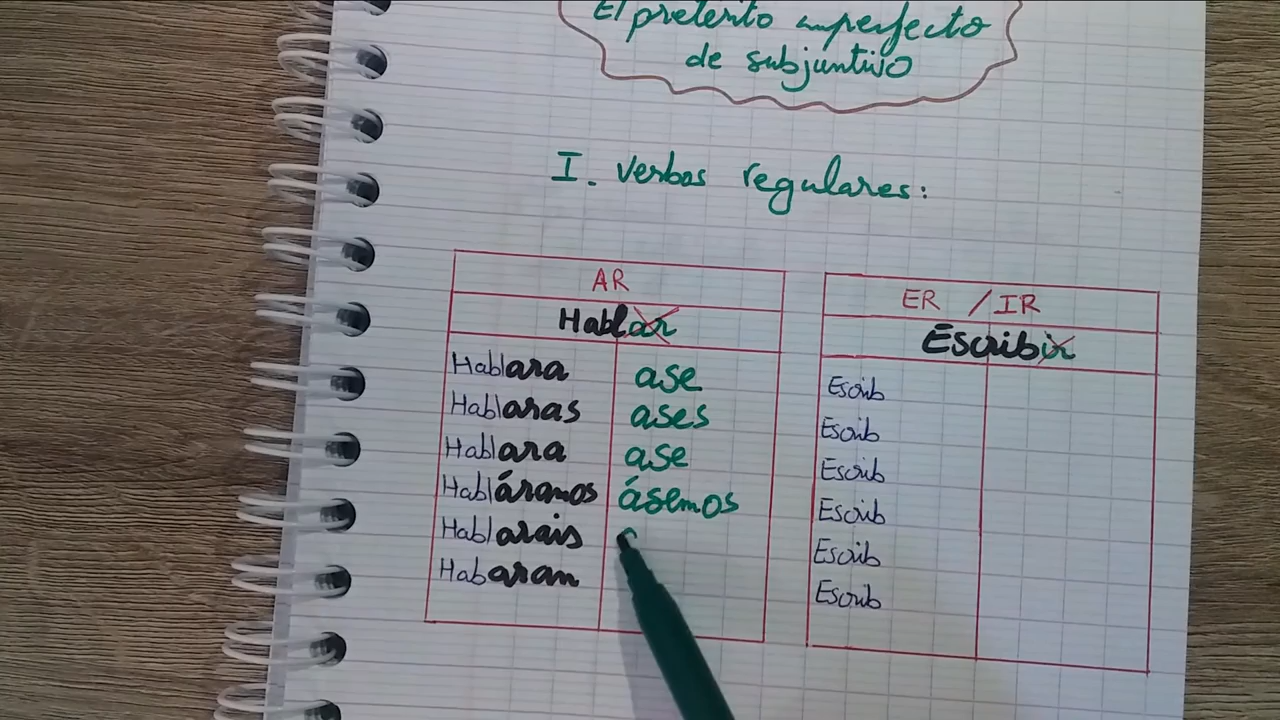 El preterito imperfecto
de subjuntivo
I. Verbos regulares:
AR
Hablar
Hablara ase
Hablaras ases
Hablara ase
Habláramos ásemos
Hablarais
Habaran
ER / IR
Escribir
Escrib
Escrib
Escrib
Escrib
Escrib
Escrib